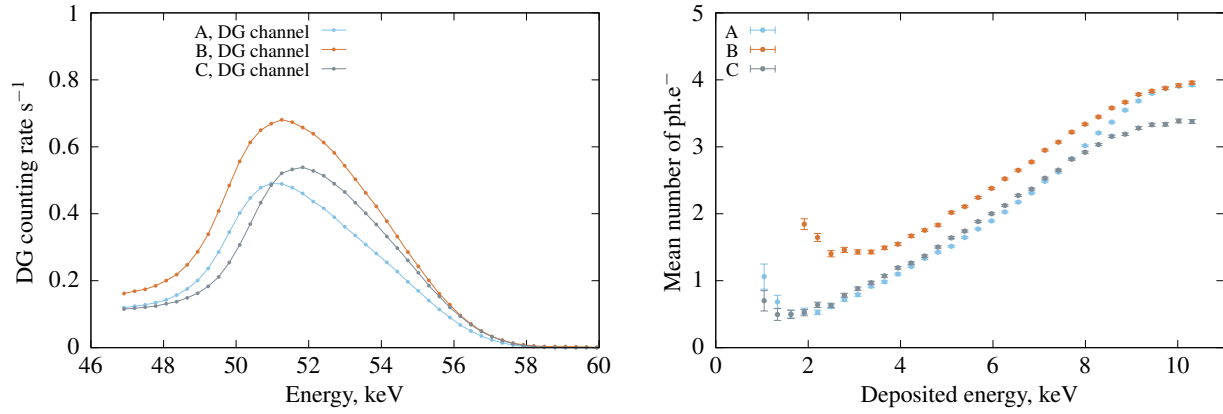 1
0.8
0.6
0.4
0.2
0
46 48 50 52 54 56 58 60
DG counting rate s⁻¹
Energy, keV
A, DG channel
B, DG channel
C, DG channel
5
4
3
2
1
0
0 2 4 6 8 10
Mean number of ph.e⁻
Deposited energy, keV
A
B
C